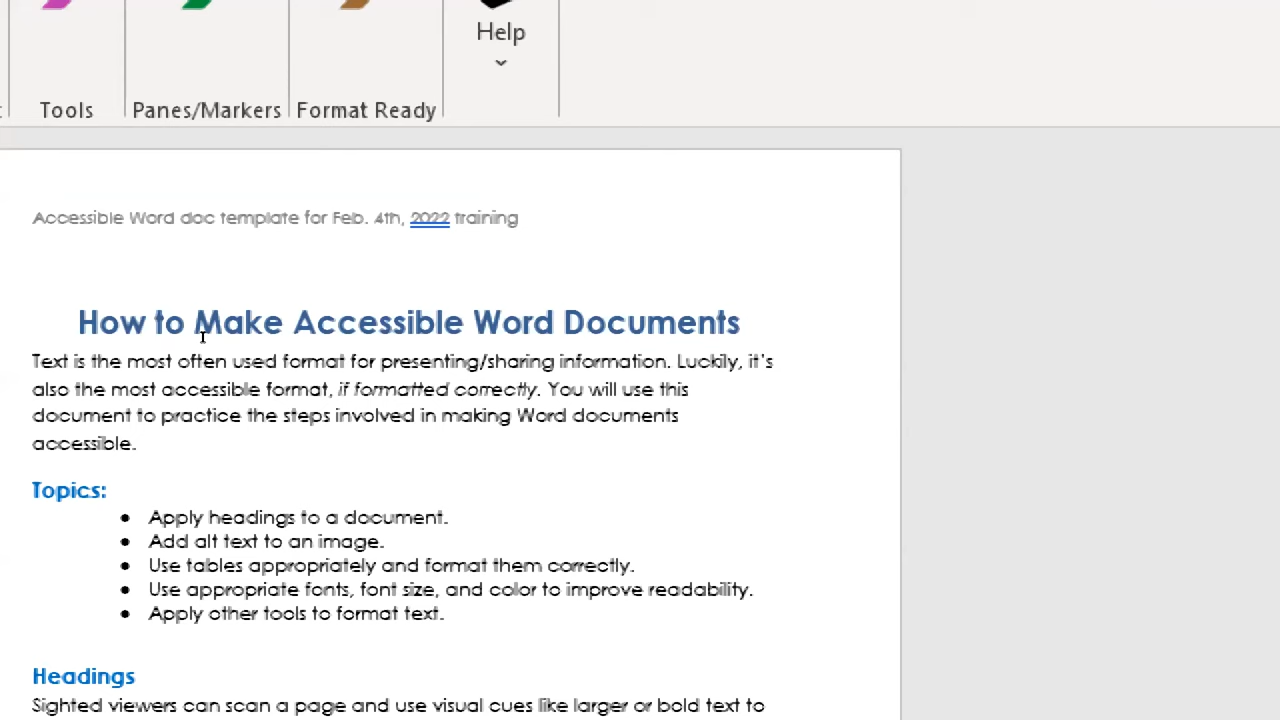 Help
Tools
Panes/Markers
Format Ready
Accessible Word doc template for Feb. 4th, 2022 training
How to Make Accessible Word Documents
Text is the most often used format for presenting/sharing information. Luckily, it's
also the most accessible format, if formatted correctly. You will use this
document to practice the steps involved in making Word documents
accessible.
Topics:
• Apply headings to a document.
• Add alt text to an image.
• Use tables appropriately and format them correctly.
• Use appropriate fonts, font size, and color to improve readability.
• Apply other tools to format text.
Headings
Sighted viewers can scan a page and use visual cues like larger or bold text to